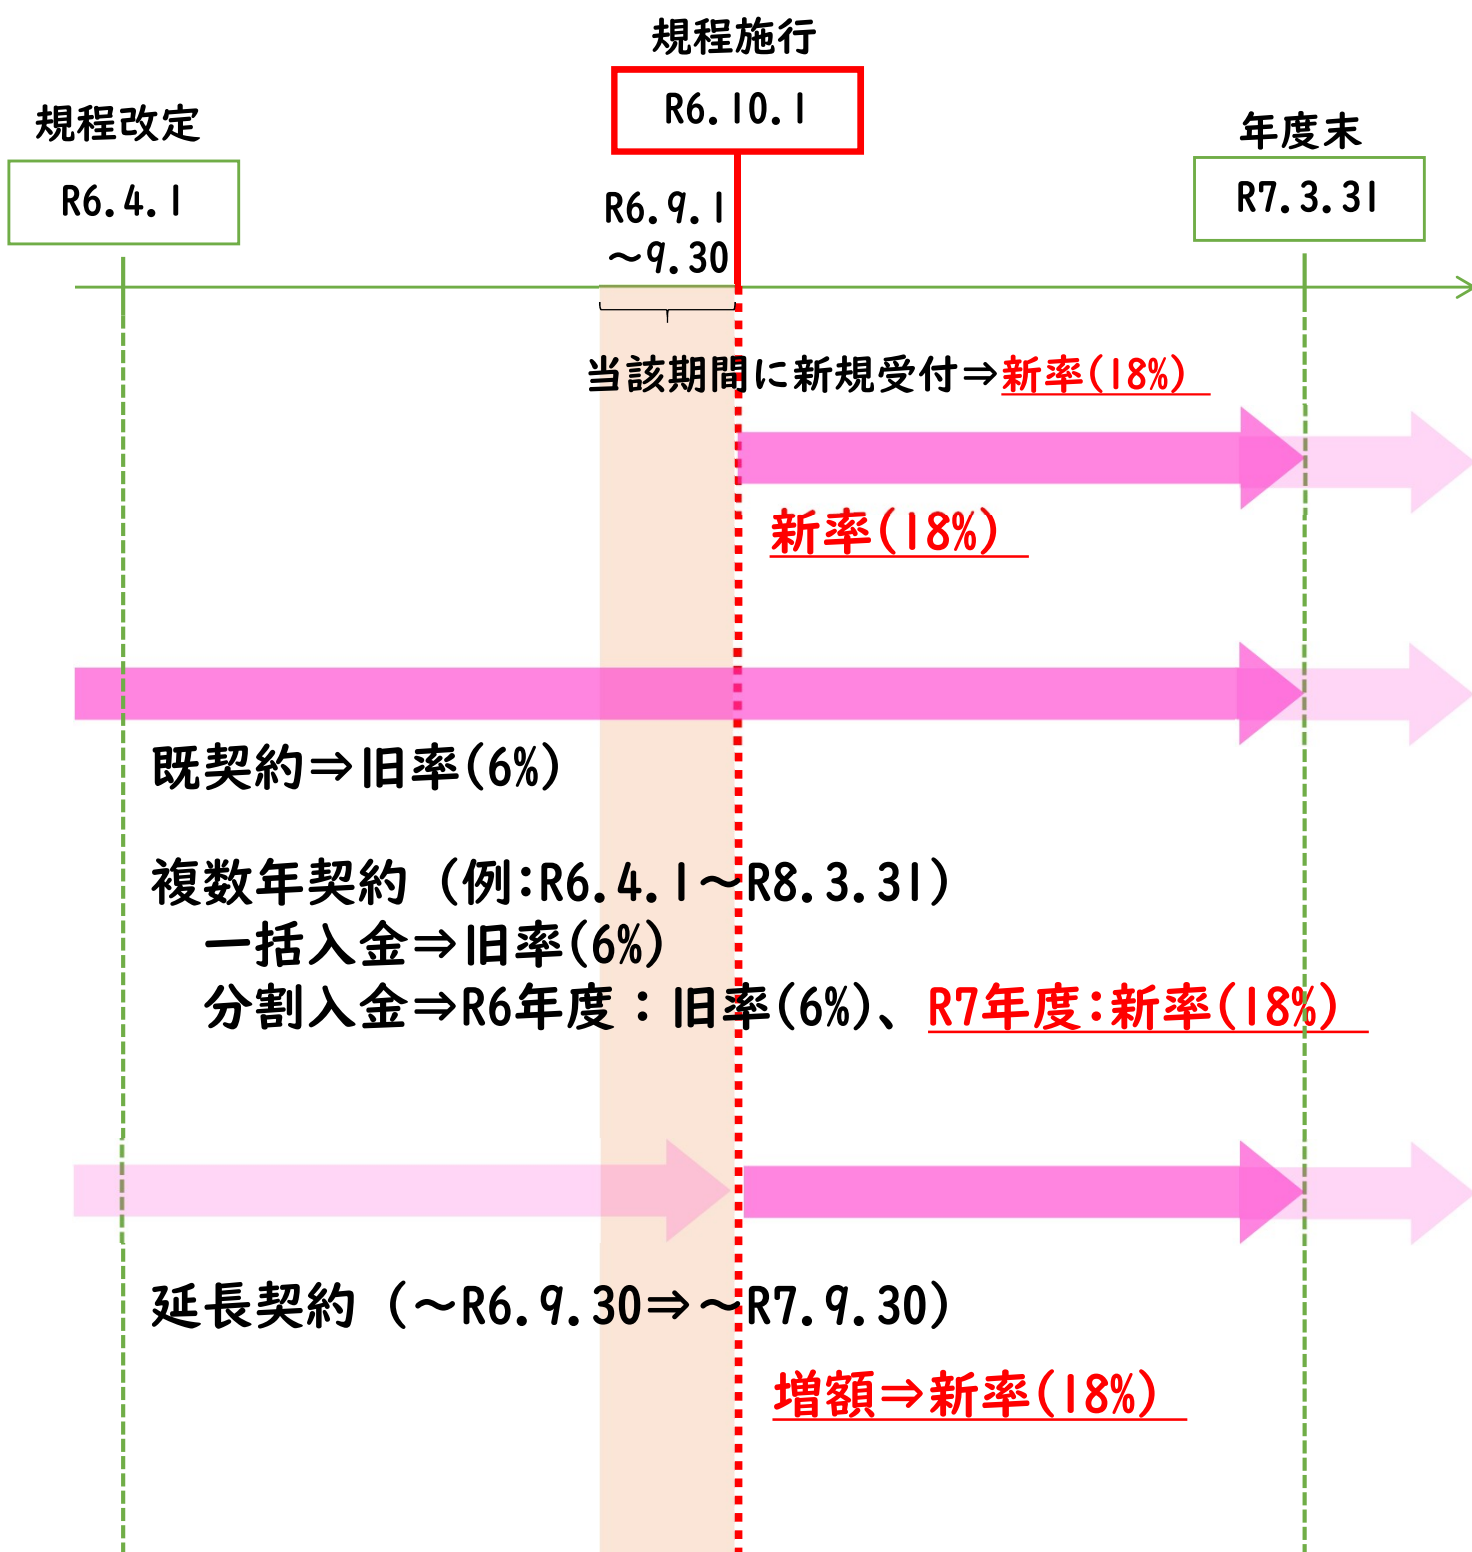 規程施行
R6.10.1
規程改定
R6.4.1
年度末
R7.3.31
R6.9.1
～9.30
当該期間に新規受付⇒新率(18%)
新率(18%)
既契約⇒旧率(6%)
複数年契約（例:R6.4.1～R8.3.31）
一括入金⇒旧率(6%)
分割入金⇒R6年度：旧率(6%)、R7年度:新率(18%)
延長契約（～R6.9.30⇒～R7.9.30）
増額⇒新率(18%)